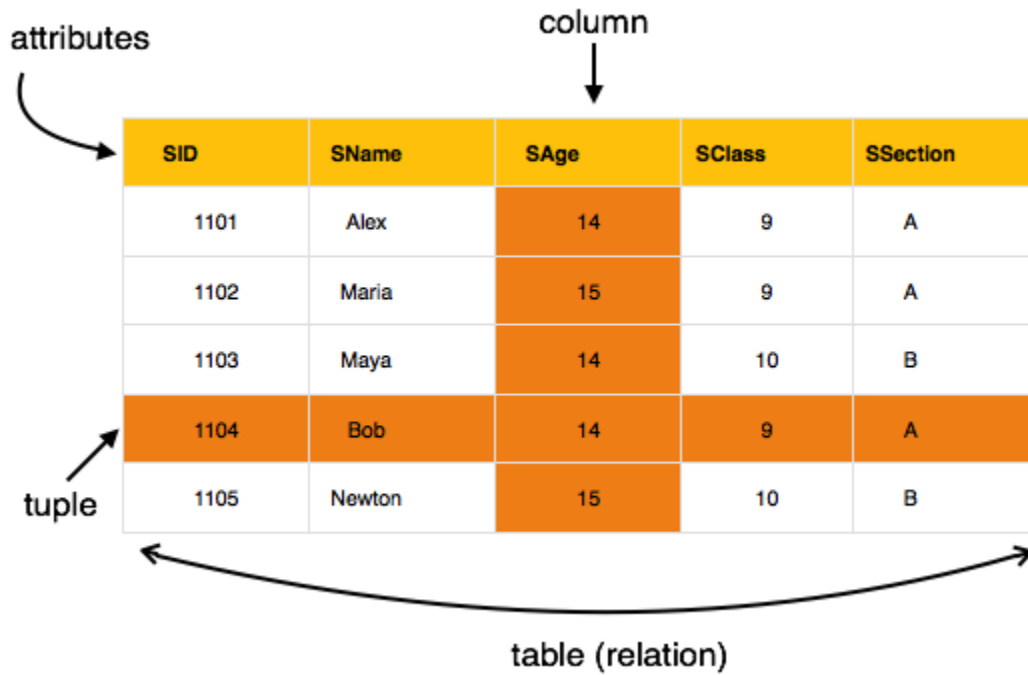 column
attributes
SID SName SAge SClass SSection
1101 Alex 14 9 A
1102 Maria 15 9 A
1103 Maya 14 10 B
1104 Bob 14 9 A
tuple
1105 Newton 15 10 B
table (relation)